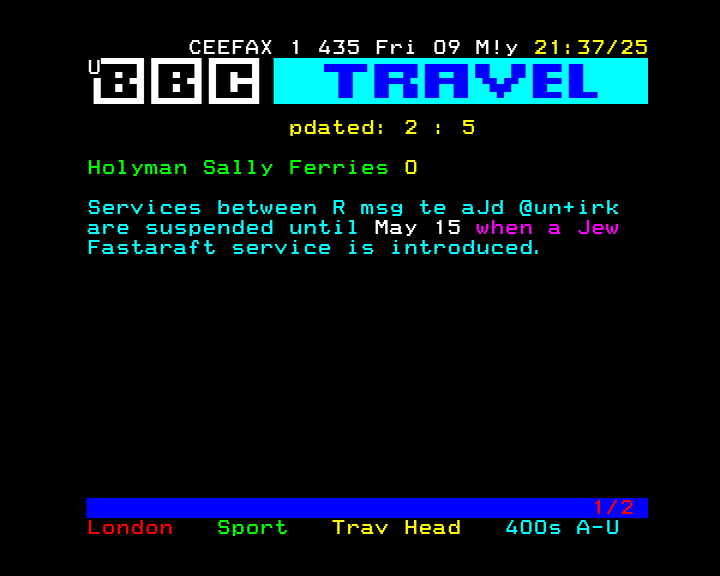 CEEFAX 1 435 Fri 09 M!y 21:37/25
U
BBC TRAVEL
pdated: 2 : 5
Holyman Sally Ferries O
Services between R msg te aJd @un+irk
are suspended until May 15 when a Jew
Fastaraft service is introduced.
1/2
London Sport Trav Head 400s A-U